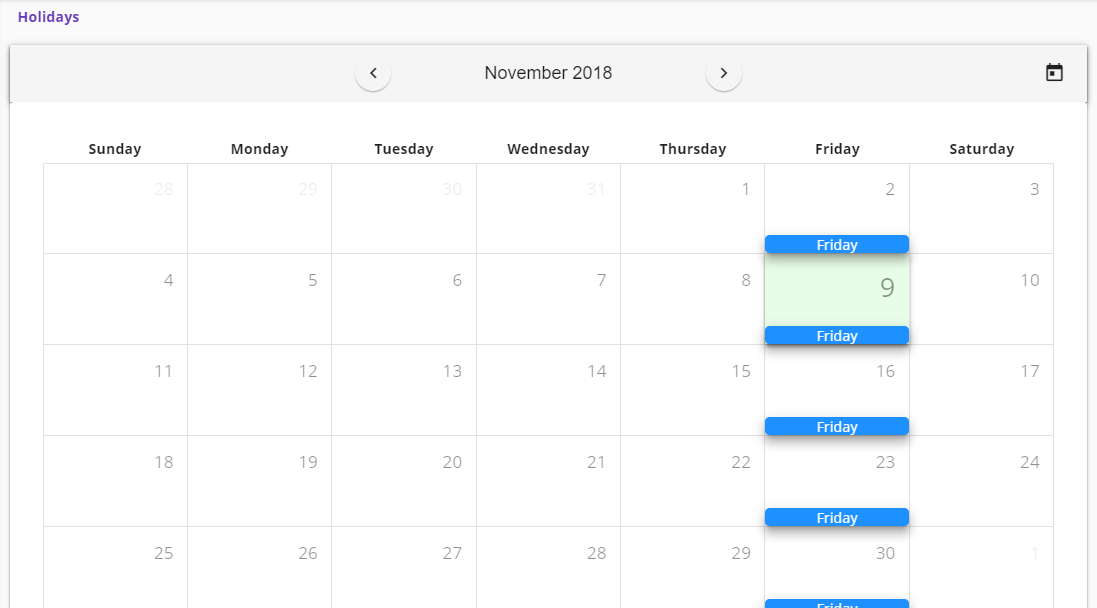 Holidays
November 2018
Sunday Monday Tuesday Wednesday Thursday Friday Saturday
28 29 30 31 1 2 3
Friday
4 5 6 7 8 9 10
Friday
11 12 13 14 15 16 17
Friday
18 19 20 21 22 23 24
Friday
25 26 27 28 29 30 1
Friday